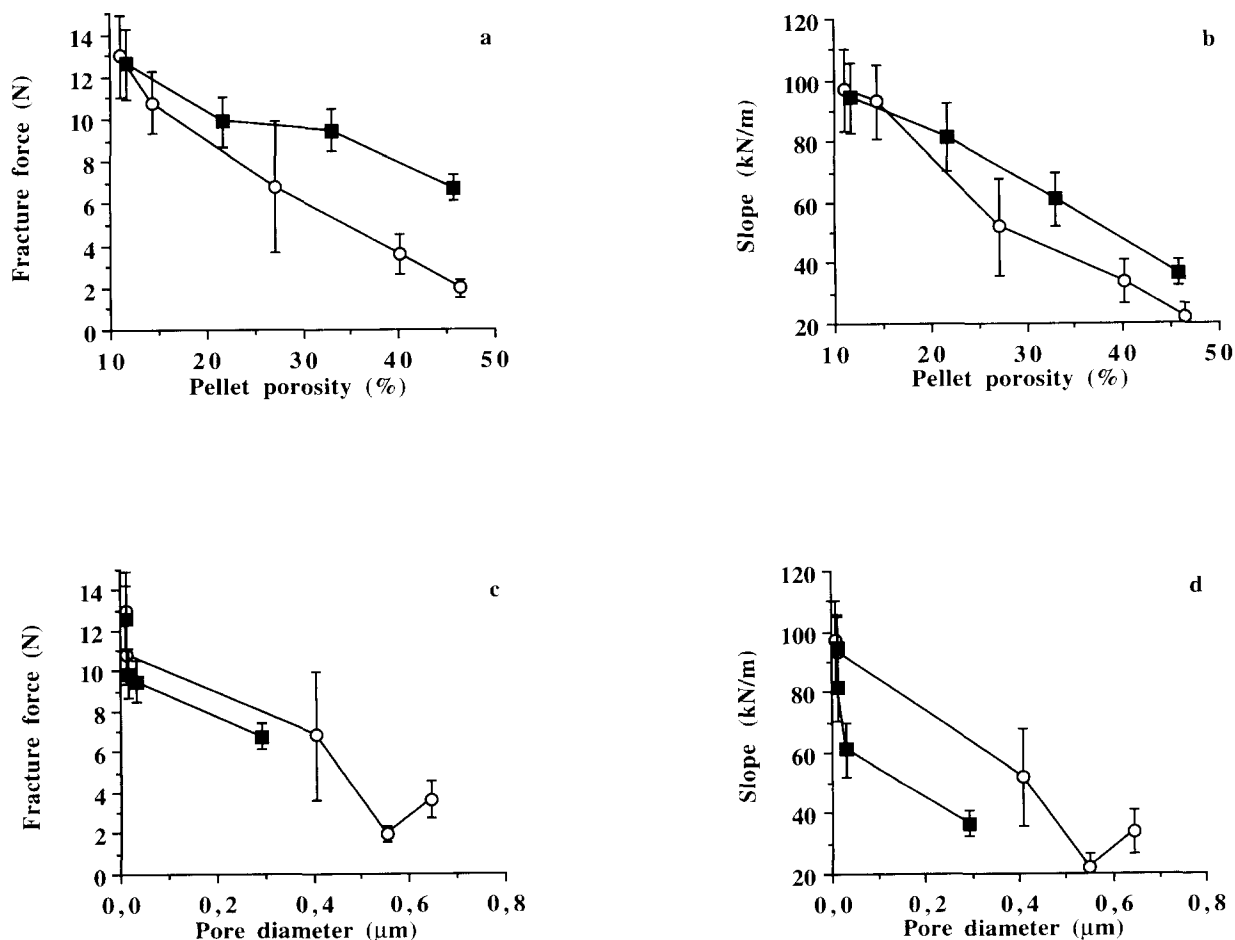 a
Fracture force (N)
14
12
10
8
6
4
2
0
10 20 30 40 50
Pellet porosity (%)
b
Slope (kN/m)
120
100
80
60
40
20
10 20 30 40 50
Pellet porosity (%)
c
Fracture force (N)
14
12
10
8
6
4
2
0
0,0 0,2 0,4 0,6 0,8
Pore diameter (µm)
d
Slope (kN/m)
120
100
80
60
40
20
0,0 0,2 0,4 0,6 0,8
Pore diameter (µm)